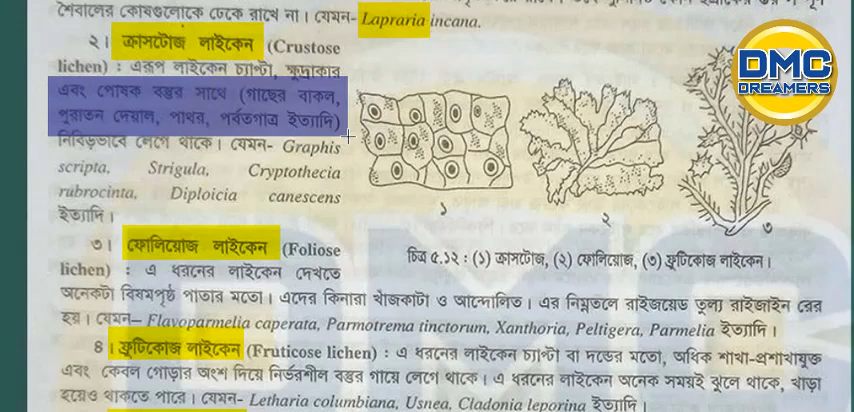 শৈবালের কোষগুলোকে ঢেকে রাখে না। যেমন- Lapraria incana.
২। ক্রাসটোজ লাইকেন (Crustose
lichen) : এরূপ লাইকেন চ্যাপ্টা, ক্ষুদ্রাকার
এবং পোষক বস্তুর সাথে (গাছের বাকল,
পুরাতন দেয়াল, পাথর, পর্বতগাত্র ইত্যাদি)
নিবিড়ভাবে লেগে থাকে। যেমন- Graphis
scripta, Strigula, Cryptothecia
rubrocinta, Diploicia canescens
ইত্যাদি।
১
২
৩
চিত্র ৫.১২ : (১) ক্রাসটোজ, (২) ফোলিয়োজ, (৩) ফ্রুটিকোজ লাইকেন।
৩। ফোলিয়োজ লাইকেন (Foliose
lichen) : এ ধরনের লাইকেন দেখতে
অনেকটা বিষমপৃষ্ঠ পাতার মতো। এদের কিনারা খাঁজকাটা ও আন্দোলিত। এর নিম্নতলে রাইজয়েড তুল্য রাইজাইন বের
হয়। যেমন– Flavoparmelia caperata, Parmotrema tinctorum, Xanthoria, Peltigera, Parmelia ইত্যাদি।
৪। ফ্রুটিকোজ লাইকেন (Fruticose lichen) : এ ধরনের লাইকেন চ্যাপ্টা বা দন্ডের মতো, অধিক শাখা-প্রশাখাযুক্ত
এবং কেবল গোড়ার অংশ দিয়ে নির্ভরশীল বস্তুর গায়ে লেগে থাকে। এ ধরনের লাইকেন অনেক সময়ই ঝুলে থাকে, খাড়া
হয়েও থাকতে পারে। যেমন- Letharia columbiana, Usnea, Cladonia leporina ইত্যাদি।
DMC
DREAMERS